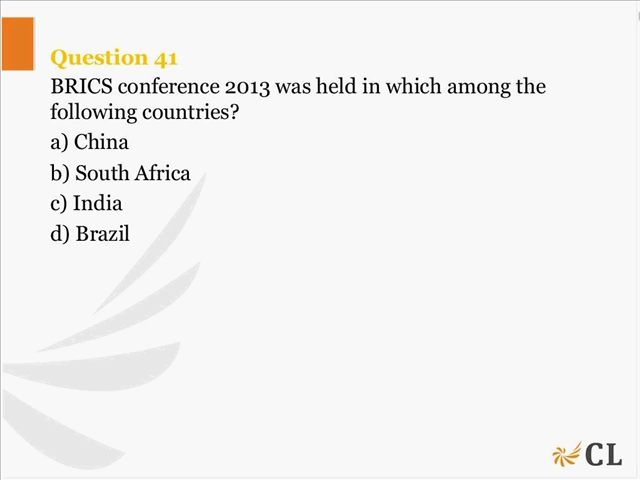 Question 41
BRICS conference 2013 was held in which among the
following countries?
a) China
b) South Africa
c) India
d) Brazil
CL